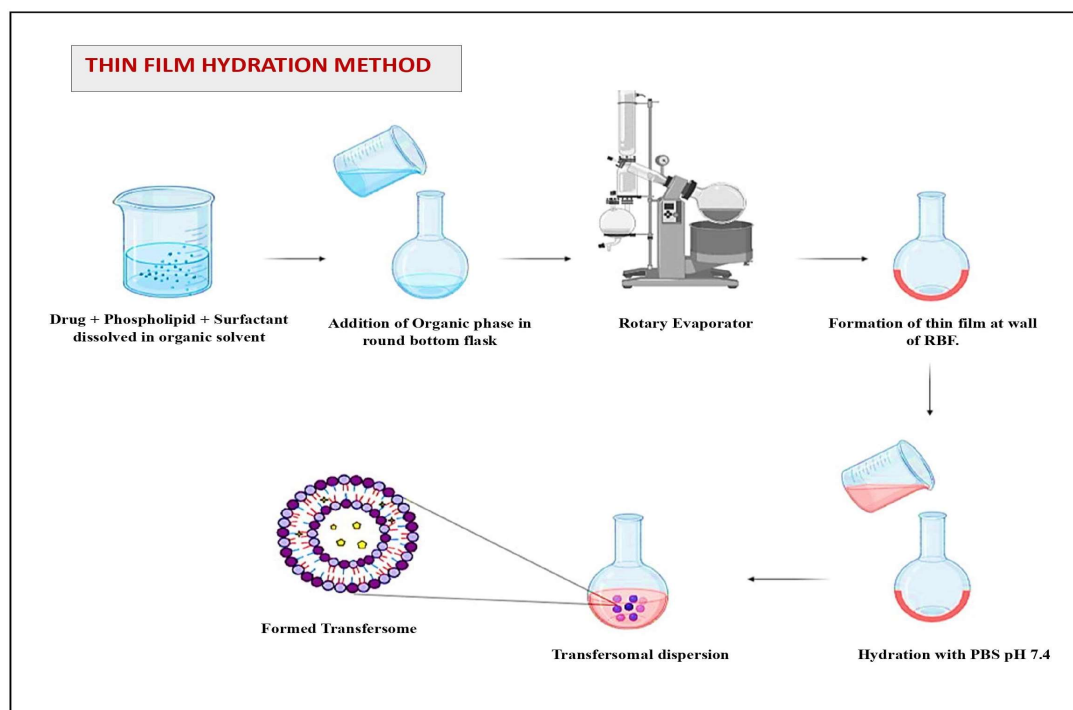 THIN FILM HYDRATION METHOD
Drug + Phospholipid + Surfactant
dissolved in organic solvent
Addition of Organic phase in
round bottom flask
Rotary Evaporator
Formation of thin film at wall
of RBF.
Hydration with PBS pH 7.4
Transfersomal dispersion
Formed Transfersome